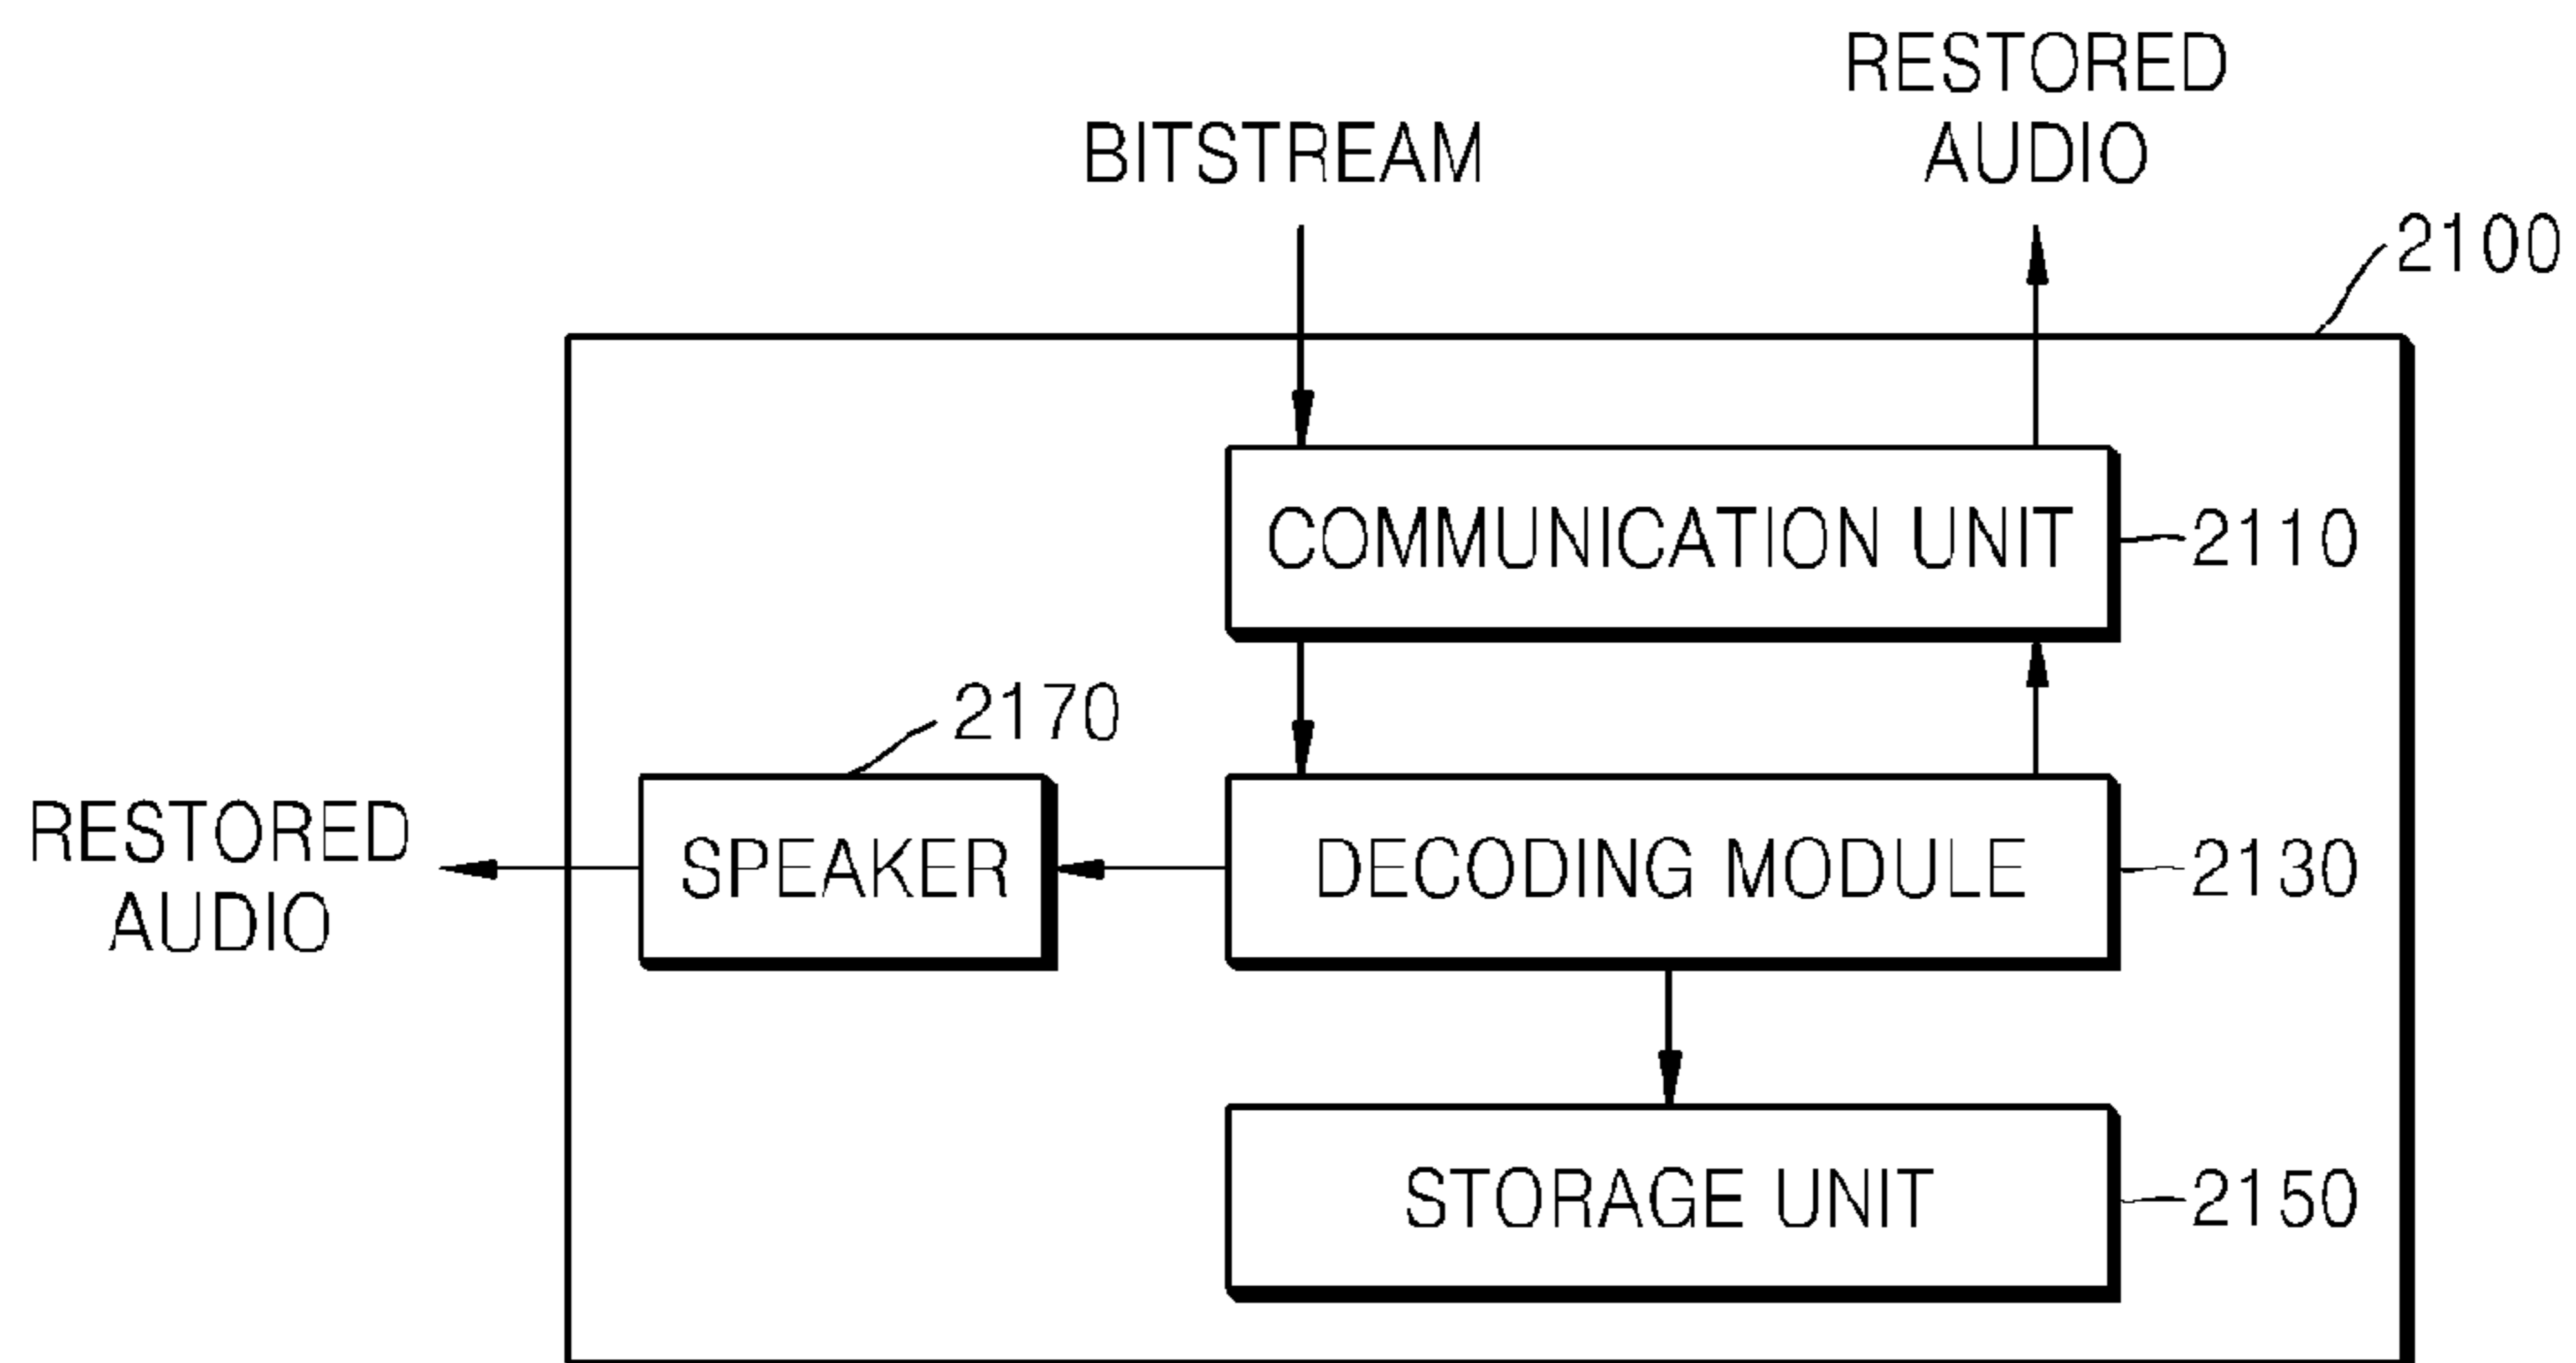 RESTORED
AUDIO
BITSTREAM
2100
COMMUNICATION UNIT
2110
2170
RESTORED
AUDIO
SPEAKER
DECODING MODULE
2130
STORAGE UNIT
2150